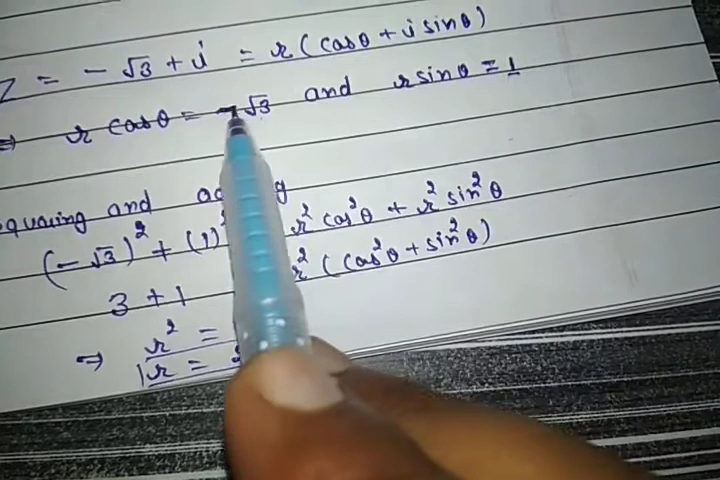 Z = - √3 + i = r (cosθ + i sinθ)
⇒ r cosθ = -√3 and r sinθ = 1
and
(- √3)² + (1)² r² cos²θ + r² sin²θ
3 + 1 r² (cos²θ + sin²θ)
⇒ r² =
r =